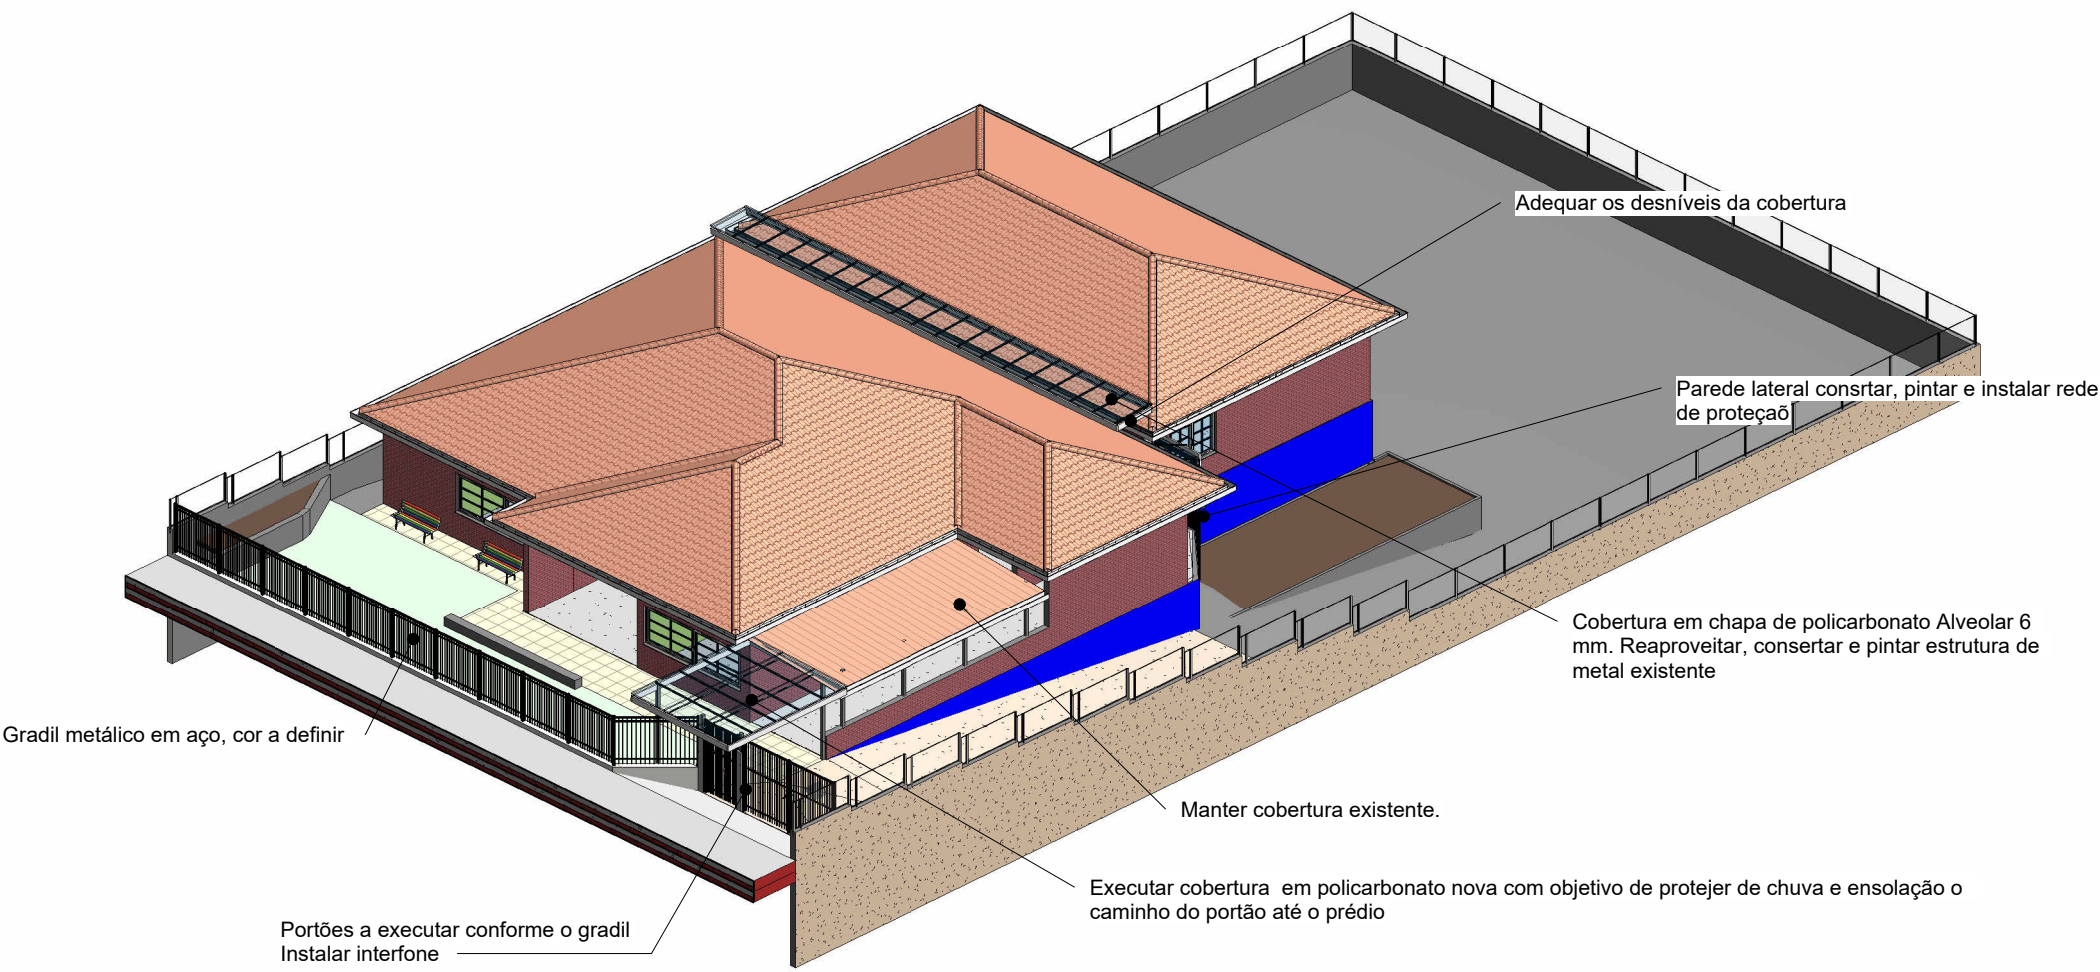 Adequar os desníveis da cobertura
Parede lateral consrtar, pintar e instalar rede
de proteçaõ
Cobertura em chapa de policarbonato Alveolar 6
mm. Reaproveitar, consertar e pintar estrutura de
metal existente
Gradil metálico em aço, cor a definir
Manter cobertura existente.
Executar cobertura  em policarbonato nova com objetivo de protejer de chuva e ensolação o
caminho do portão até o prédio
Portões a executar conforme o gradil
Instalar interfone